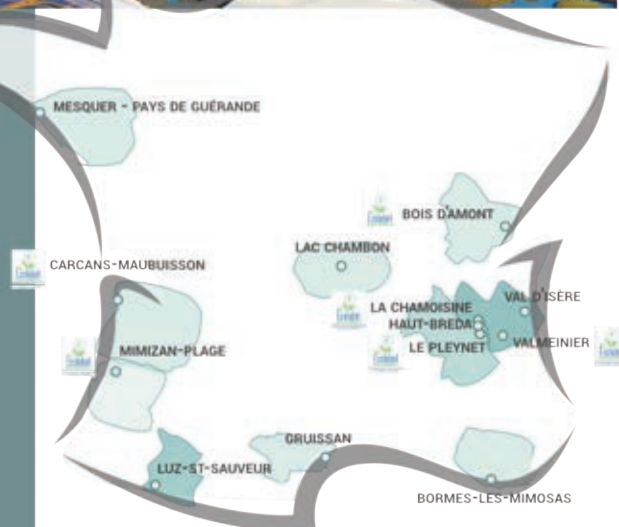 MESQUER - PAYS DE GUÉRANDE
BOIS D'AMONT
LAC CHAMBON
CARCANS-MAUBUISSON
VAL D'ISÈRE
LA CHAMOISINE
HAUT-BREDA
LE PLEYNET
VALMEINIER
MIMIZAN-PLAGE
GRUISSAN
LUZ-ST-SAUVEUR
BORMES-LES-MIMOSAS